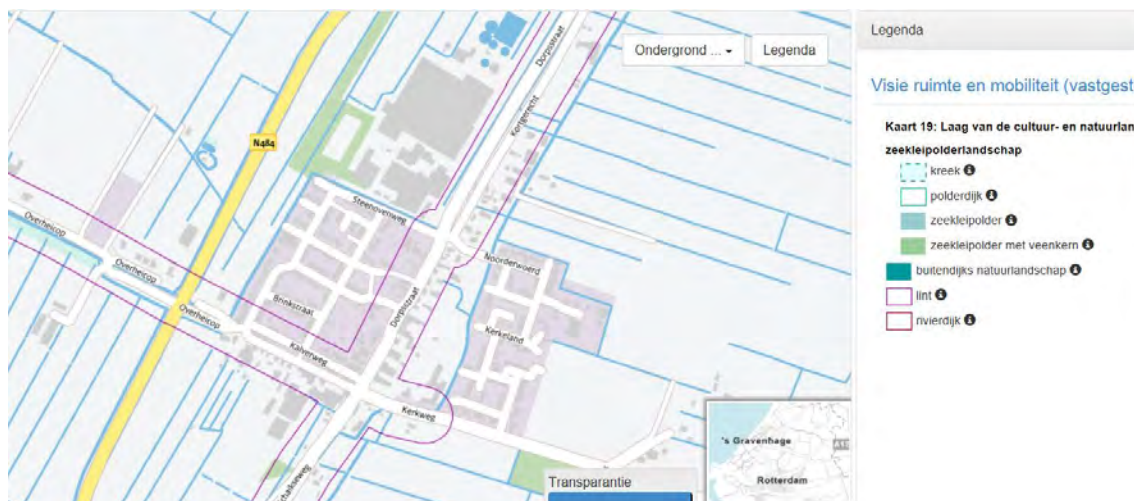 Ondergrond ...
Legenda
Dorpsstraat
Kortgerecht
N484
Steenovenweg
Overheicop
Overheicop
Overheicop
Noorderwoerd
Brinkstraat
Dorpsstraat
Kerkeland
Kalverweg
Kerkweg
's Gravenhage
Rotterdam
Transparantie
Legenda
Visie ruimte en mobiliteit (vastgest
Kaart 19: Laag van de cultuur- en natuurlan
zeekleipolderlandschap
kreek
polderdijk
zeekleipolder
zeekleipolder met veenkern
buitendijks natuurlandschap
lint
rivierdijk